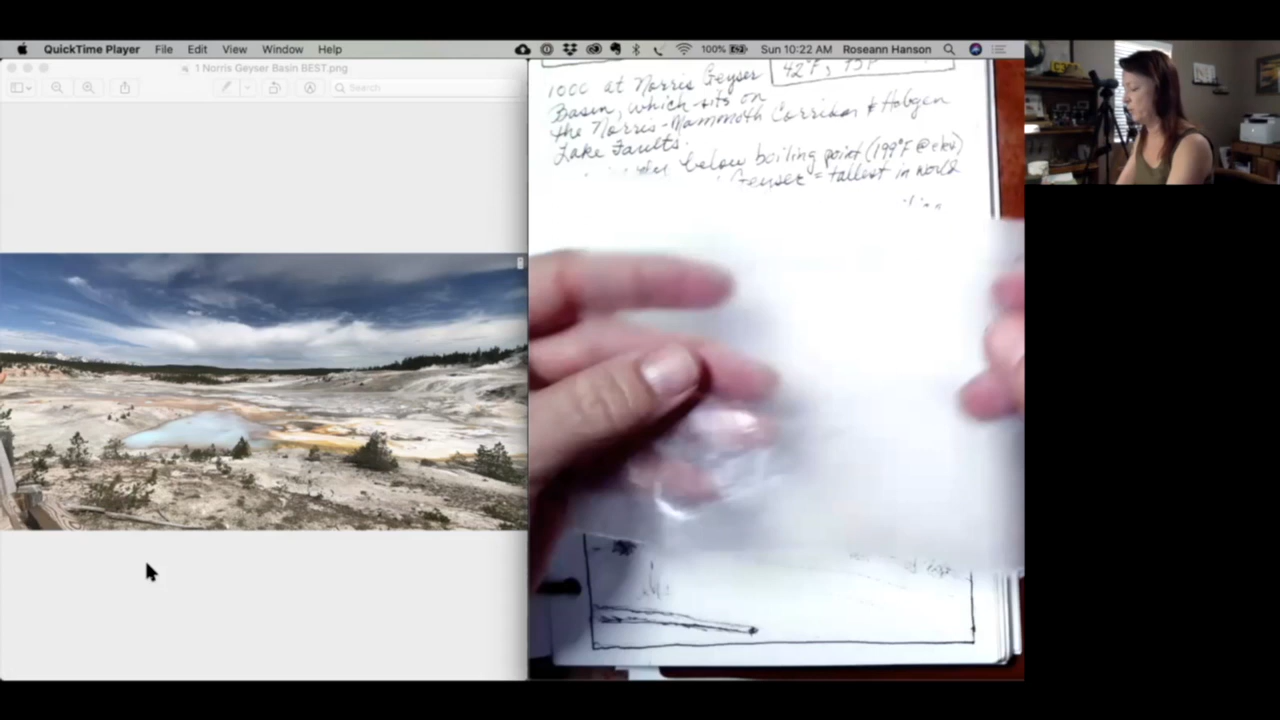 QuickTime Player File Edit View Window Help 100% Sun 10:22 AM Roseann Hanson
1 Norris Geyser Basin BEST.png
Search
42°F,
at Norris Geyser
Basin, which sits on
the Norris-Mammoth Corridor & Hebgen
Lake Faults.
below boiling point (199°F @ elev)
Geyser = tallest in world